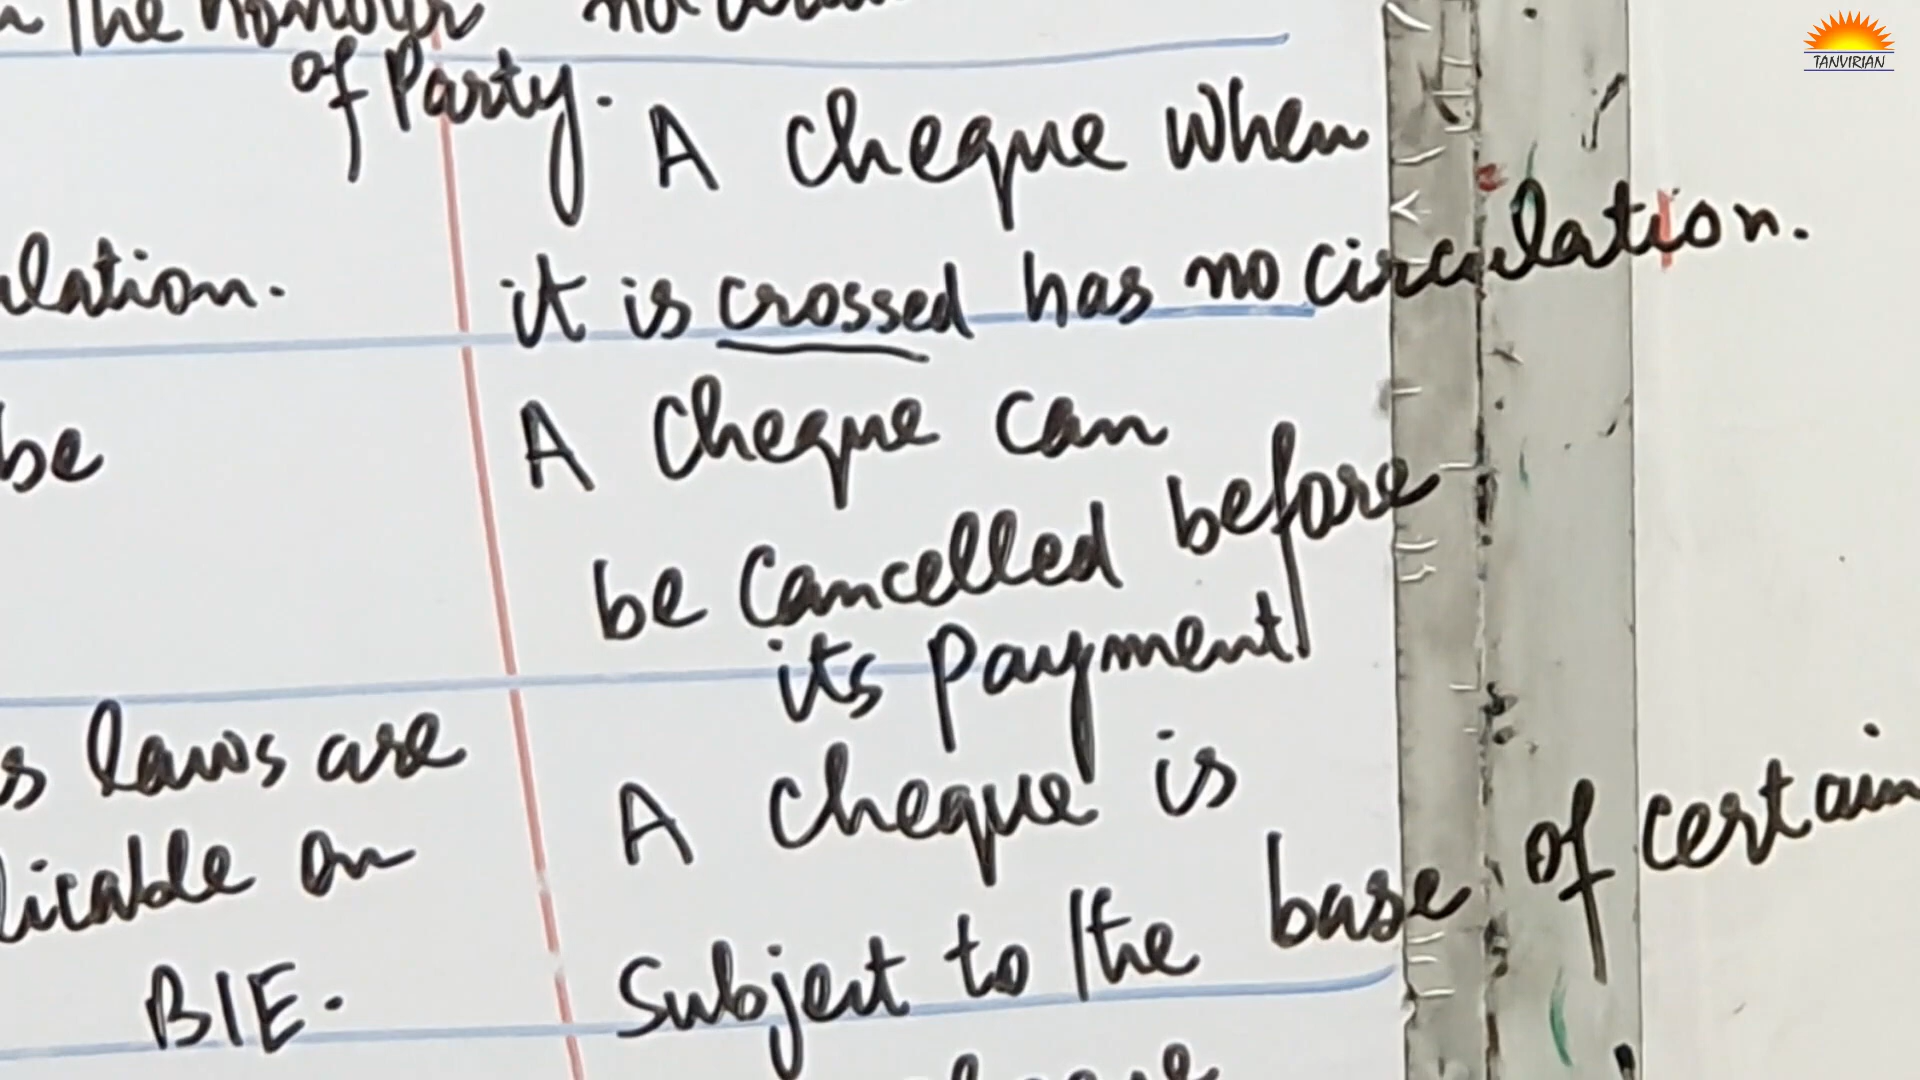 of Party.
A cheque when
it is crossed has no circulation.
A cheque can
be cancelled before
its payment
A cheque is
subject to the base of certain
lation.
be
s laws are
licable on
B/E.
TANVIRIAN